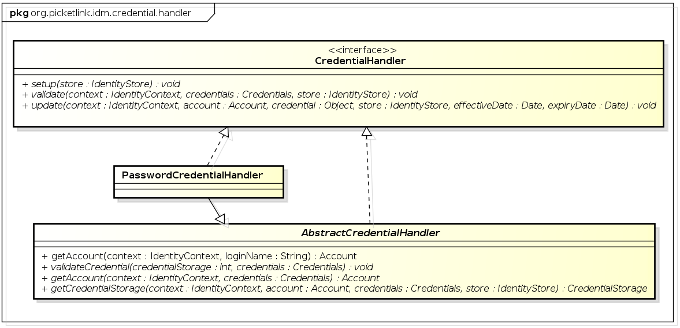 pkg org.picketlink.idm.credential.handler
<<interface>>
CredentialHandler
+ setup(store : IdentityStore) : void
+ validate(context : IdentityContext, credentials : Credentials, store : IdentityStore) : void
+ update(context : IdentityContext, account : Account, credential : Object, store : IdentityStore, effectiveDate : Date, expiryDate : Date) : void
PasswordCredentialHandler
AbstractCredentialHandler
+ getAccount(context : IdentityContext, loginName : String) : Account
+ validateCredential(credentialStorage : int, credentials : Credentials) : void
+ getAccount(context : IdentityContext, credentials : Credentials) : Account
+ getCredentialStorage(context : IdentityContext, account : Account, credentials : Credentials, store : IdentityStore) : CredentialStorage